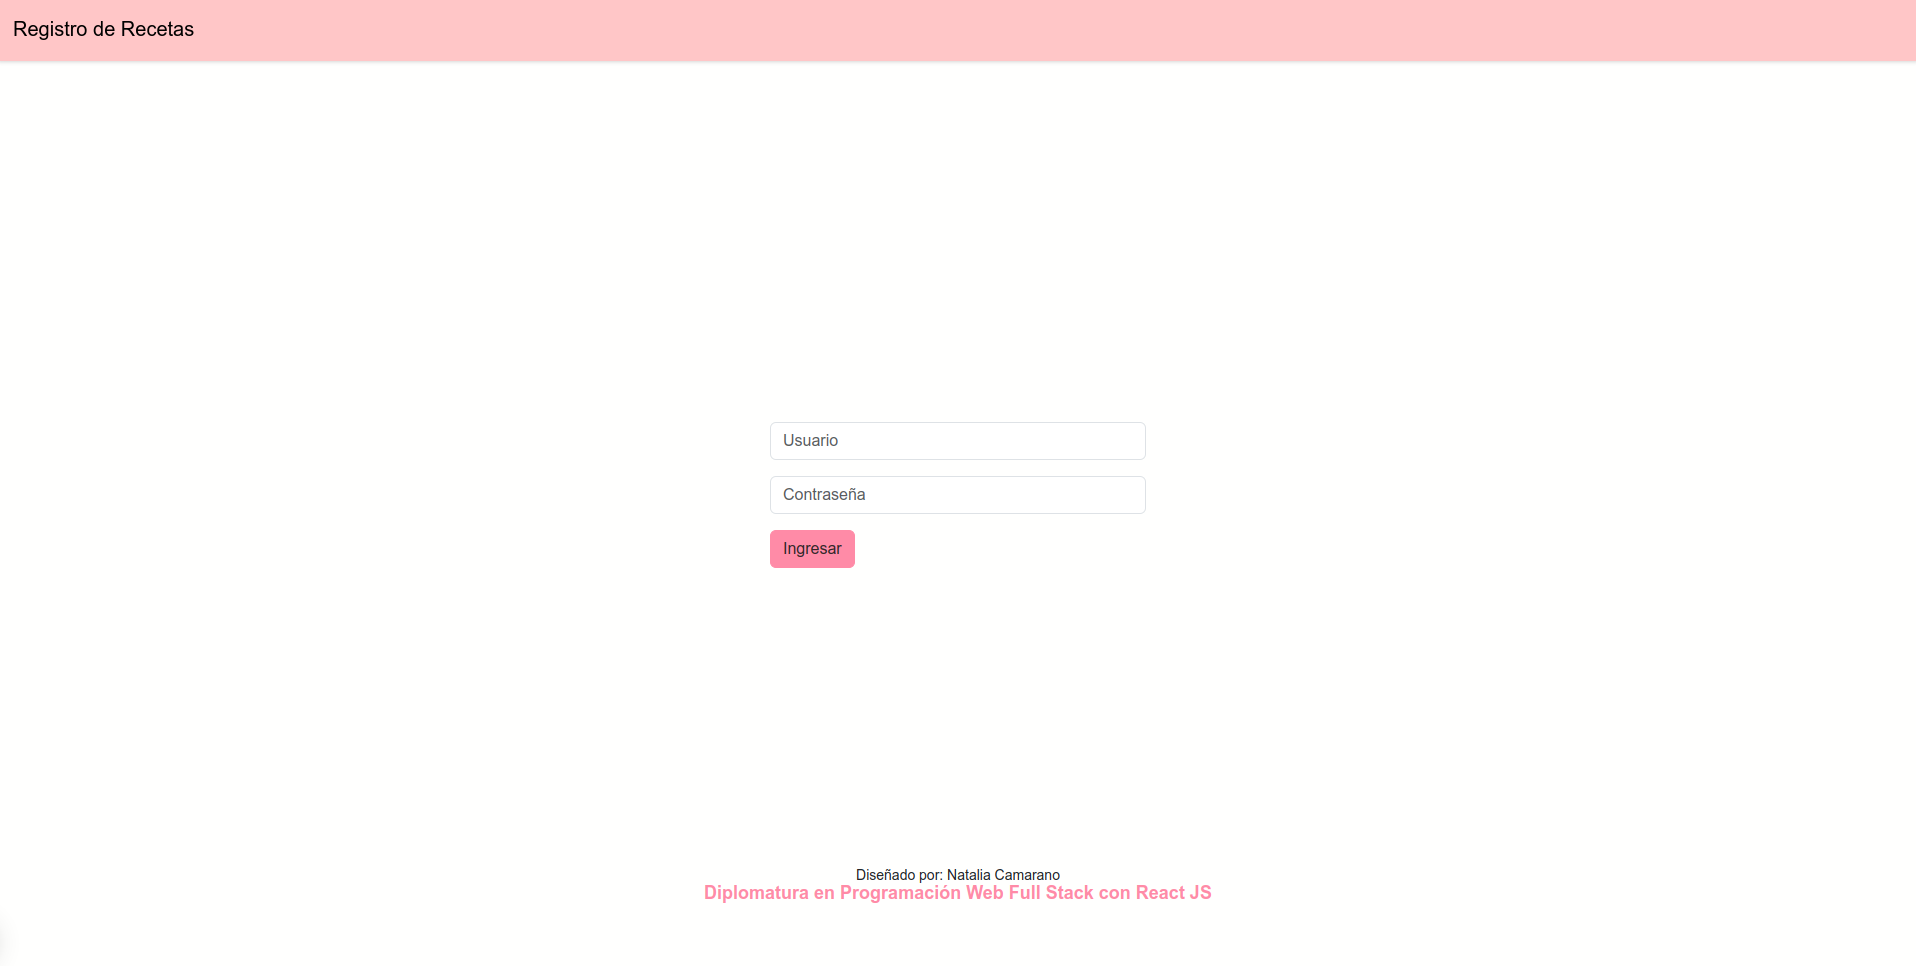 Registro de Recetas
Usuario
Contraseña
Ingresar
Diseñado por: Natalia Camarano
Diplomatura en Programación Web Full Stack con React JS